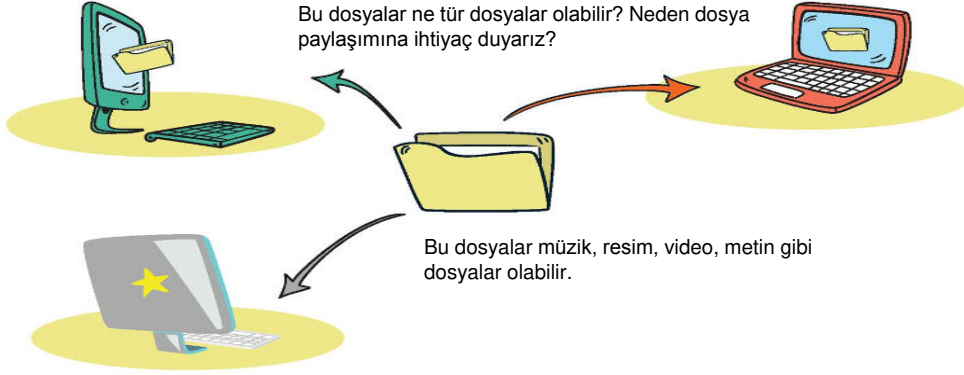 Bu dosyalar ne tür dosyalar olabilir? Neden dosya
paylaşımına ihtiyaç duyarız?
Bu dosyalar müzik, resim, video, metin gibi
dosyalar olabilir.